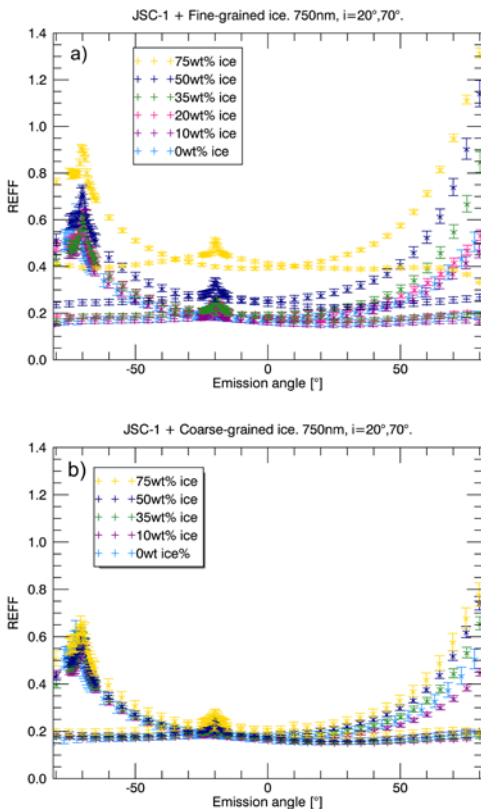 JSC-1 + Fine-grained ice. 750nm, i=20°,70°.
a)
75wt% ice
50wt% ice
35wt% ice
20wt% ice
10wt% ice
0wt% ice
REFF
1.4
1.2
1.0
0.8
0.6
0.4
0.2
0.0
-50
0
50
Emission angle [°]
JSC-1 + Coarse-grained ice. 750nm, i=20°,70°.
b)
75wt% ice
50wt% ice
35wt% ice
10wt% ice
0wt ice%
REFF
1.4
1.2
1.0
0.8
0.6
0.4
0.2
0.0
-50
0
50
Emission angle [°]